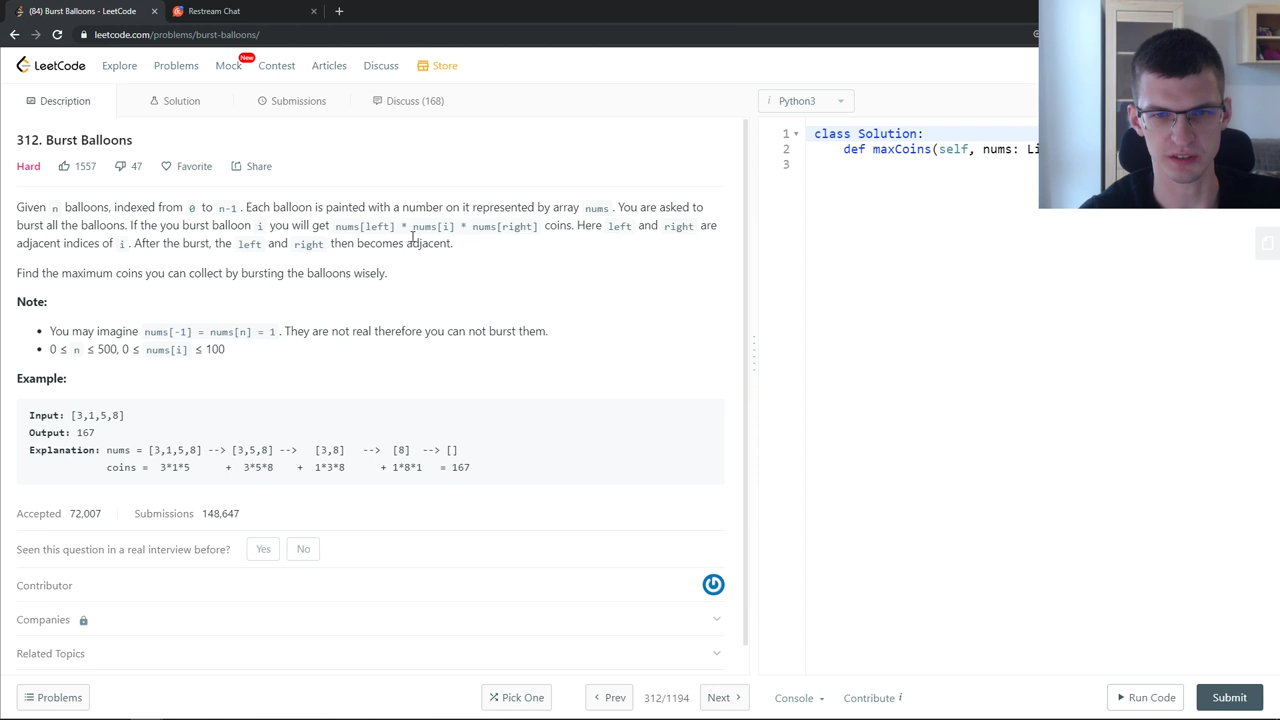 (84) Burst Balloons - LeetCode
Restream Chat
leetcode.com/problems/burst-balloons/
LeetCode Explore Problems Mock New Contest Articles Discuss Store
Description Solution Submissions Discuss (168)
i Python3
312. Burst Balloons
Hard 1557 47 Favorite Share
Given n balloons, indexed from 0 to n-1. Each balloon is painted with a number on it represented by array nums. You are asked to
burst all the balloons. If the you burst balloon i you will get nums[left] * nums[i] * nums[right] coins. Here left and right are
adjacent indices of i. After the burst, the left and right then becomes adjacent.
Find the maximum coins you can collect by bursting the balloons wisely.
Note:
• You may imagine nums[-1] = nums[n] = 1. They are not real therefore you can not burst them.
• 0 ≤ n ≤ 500, 0 ≤ nums[i] ≤ 100
Example:
Input: [3,1,5,8]
Output: 167
Explanation: nums = [3,1,5,8] --> [3,5,8] --> [3,8] --> [8] --> []
coins = 3*1*5 + 3*5*8 + 1*3*8 + 1*8*1 = 167
Accepted 72,007 Submissions 148,647
Seen this question in a real interview before? Yes No
Contributor
Companies
Related Topics
Problems Pick One Prev 312/1194 Next
1 class Solution:
2 def maxCoins(self, nums: Li
3
Console Contribute i Run Code Submit